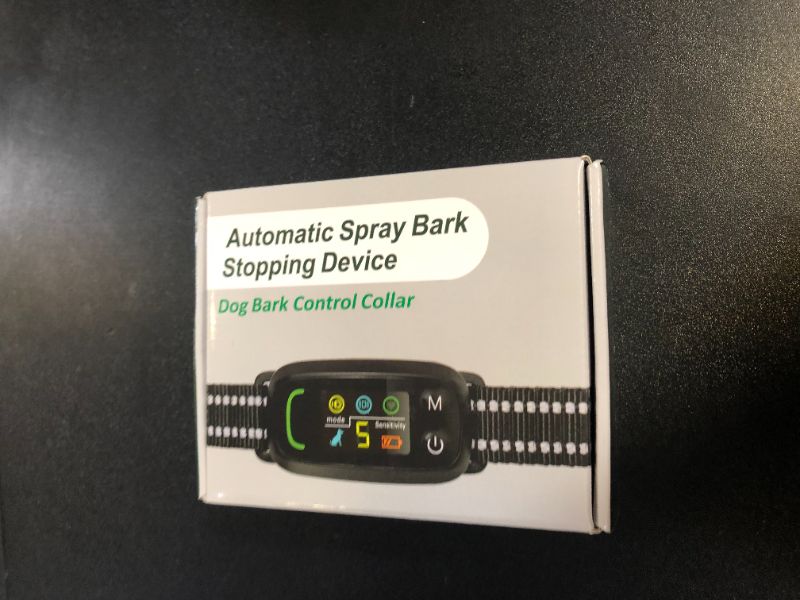 Automatic Spray Bark
Stopping Device
Dog Bark Control Collar
M
mode
Sensitivity
5